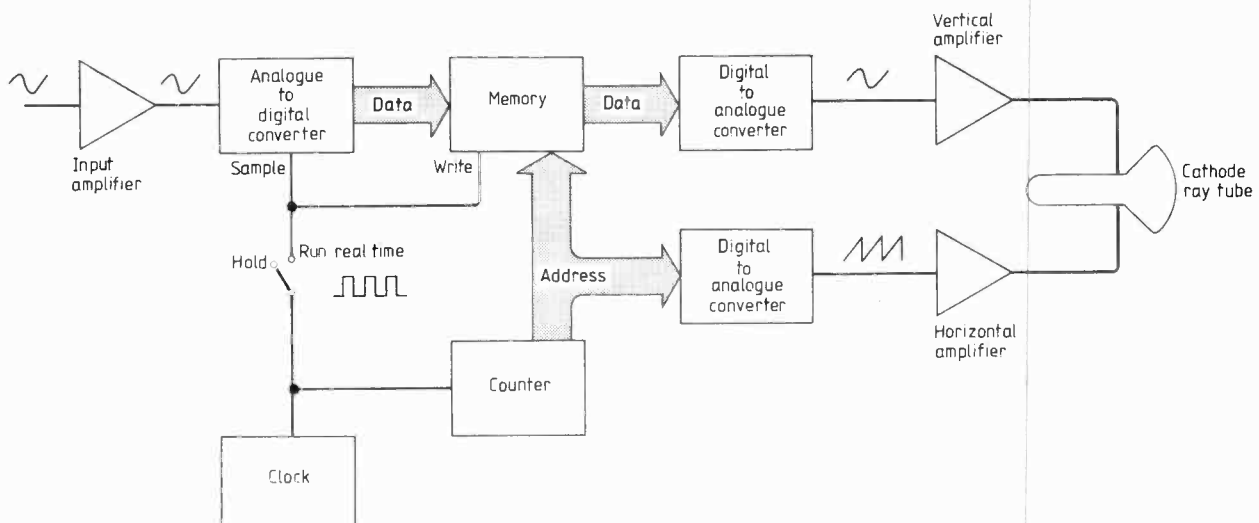 Input
amplifier
Analogue
to
digital
converter
Sample
Data
Memory
Write
Data
Digital
to
analogue
converter
Vertical
amplifier
Cathode
ray tube
Hold
Run real time
Address
Digital
to
analogue
converter
Horizontal
amplifier
Counter
Clock